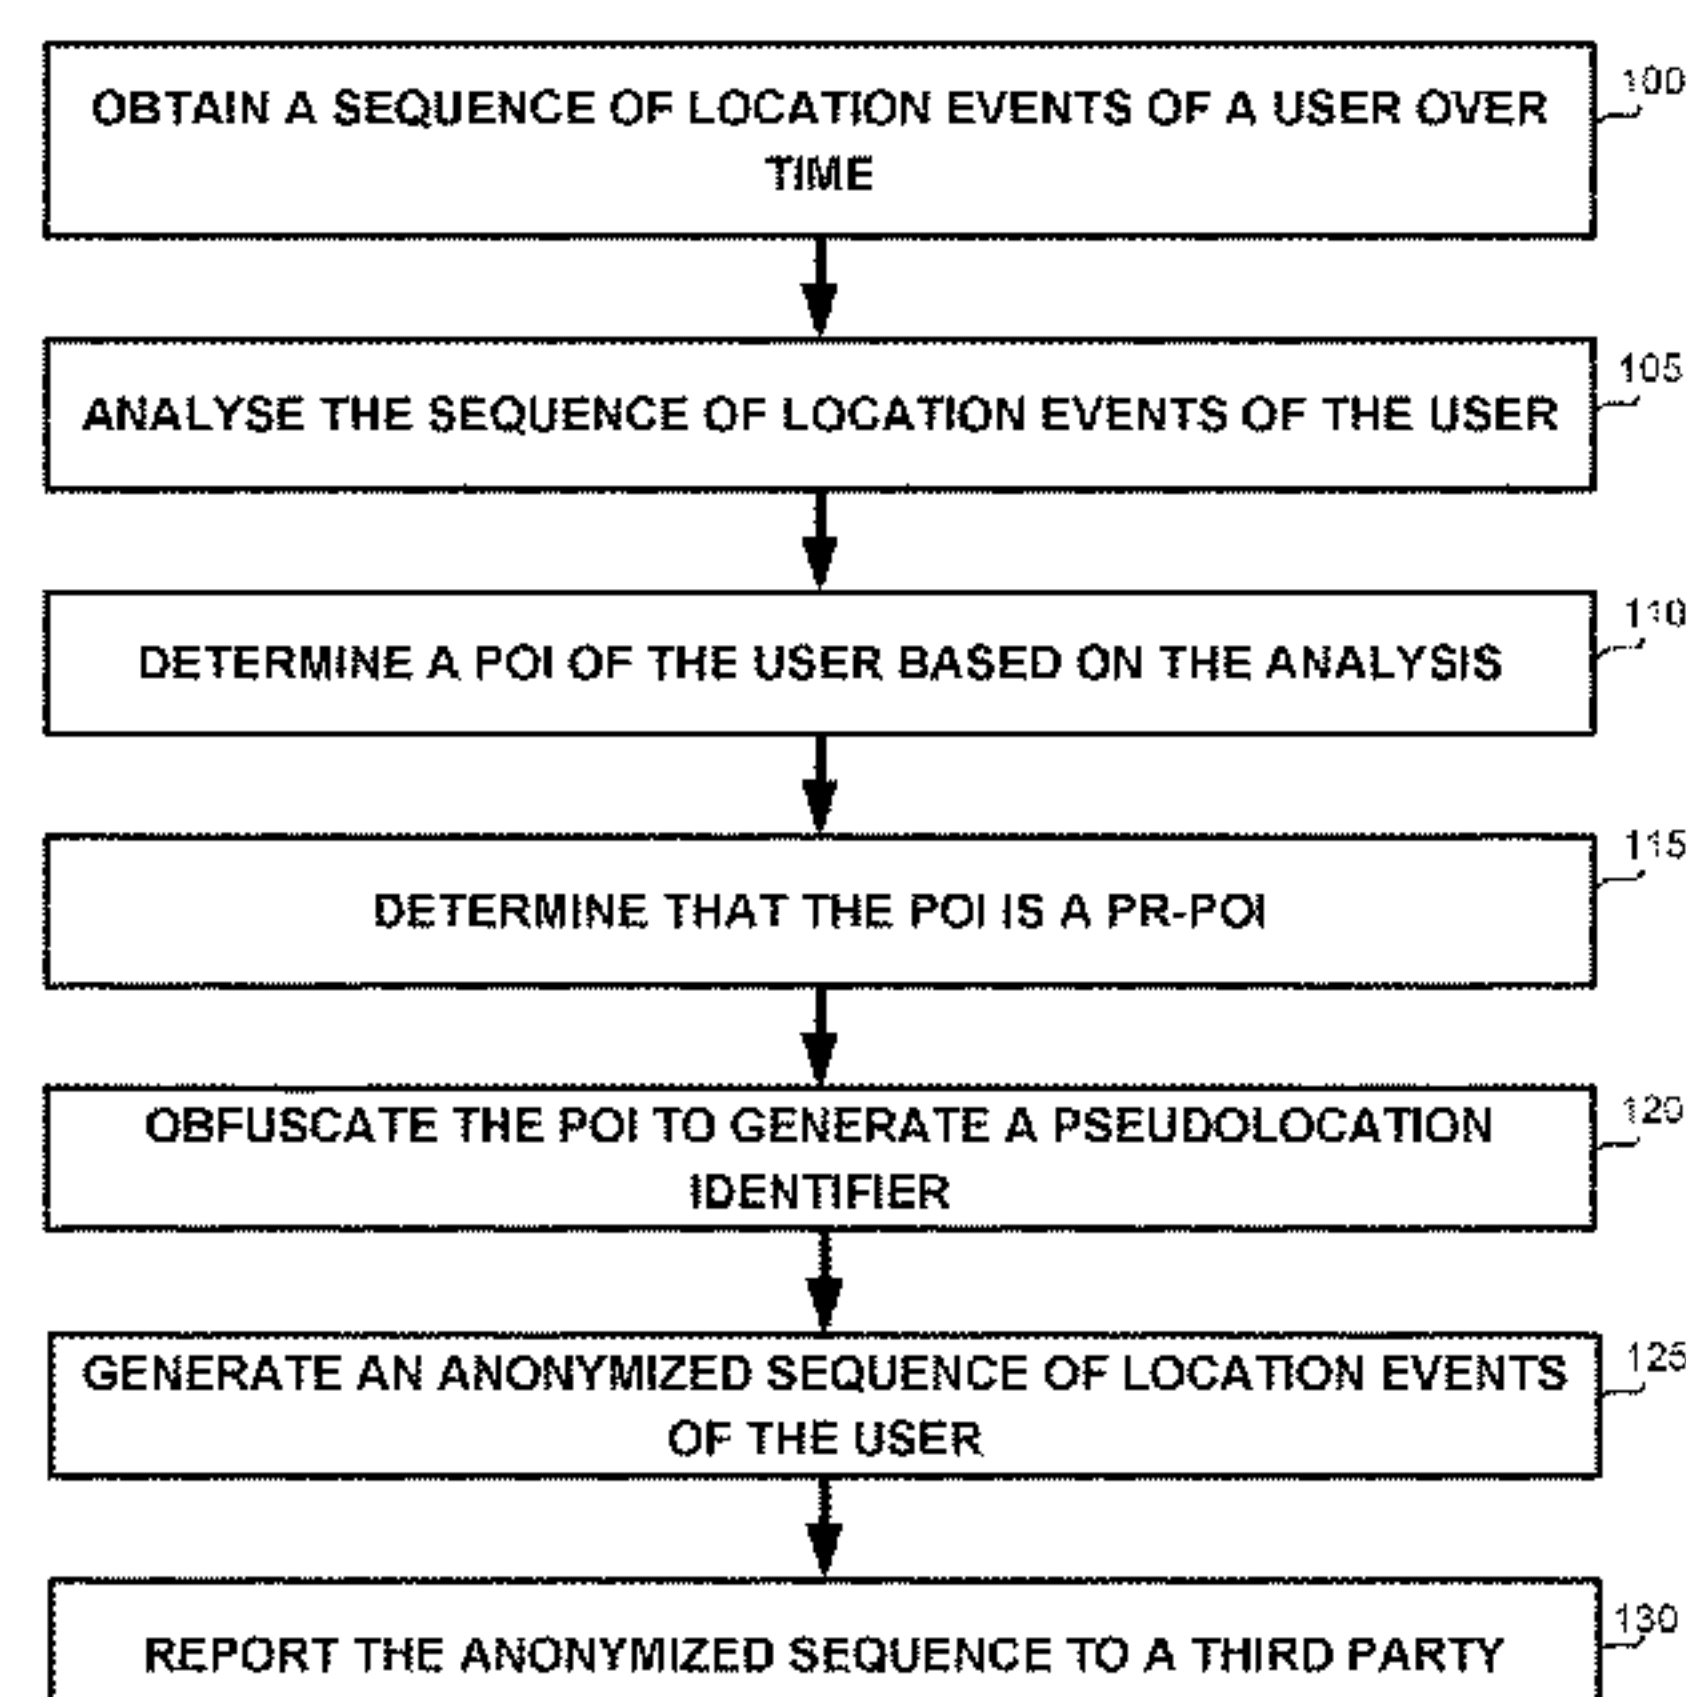 100
OBTAIN A SEQUENCE OF LOCATION EVENTS OF A USER OVER
TIME
105
ANALYSE THE SEQUENCE OF LOCATION EVENTS OF THE USER
110
DETERMINE A POI OF THE USER BASED ON THE ANALYSIS
115
DETERMINE THAT THE POI IS A PR-POI
120
OBFUSCATE THE POI TO GENERATE A PSEUDOLOCATION
IDENTIFIER
125
GENERATE AN ANONYMIZED SEQUENCE OF LOCATION EVENTS
OF THE USER
130
REPORT THE ANONYMIZED SEQUENCE TO A THIRD PARTY